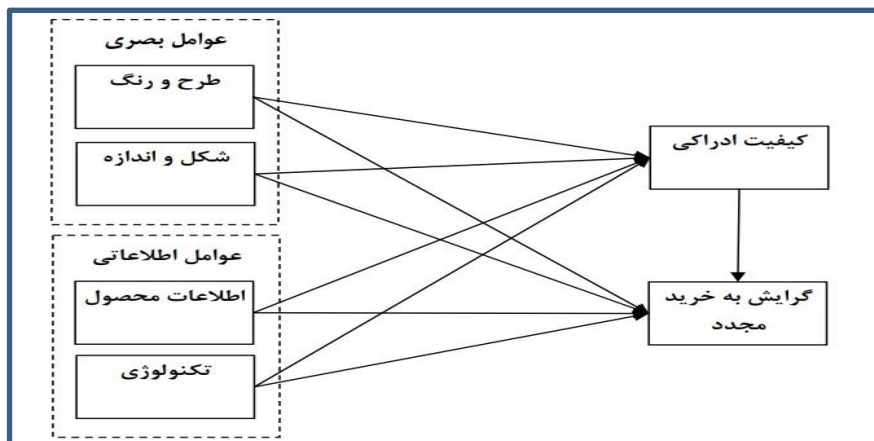 عوامل بصری
طرح و رنگ
شکل و اندازه
عوامل اطلاعاتی
اطلاعات محصول
تکنولوژی
کیفیت ادراکی
گرایش به خرید
مجدد